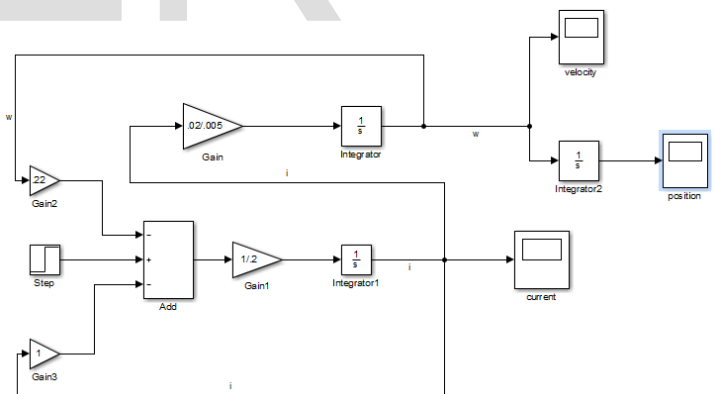 velocity
w
.02/.005
1
s
Gain
Integrator
w
1
s
Integrator2
position
i
.22
Gain2
−
+
−
Add
Step
1/.2
Gain1
1
s
Integrator1
i
current
1
Gain3
i